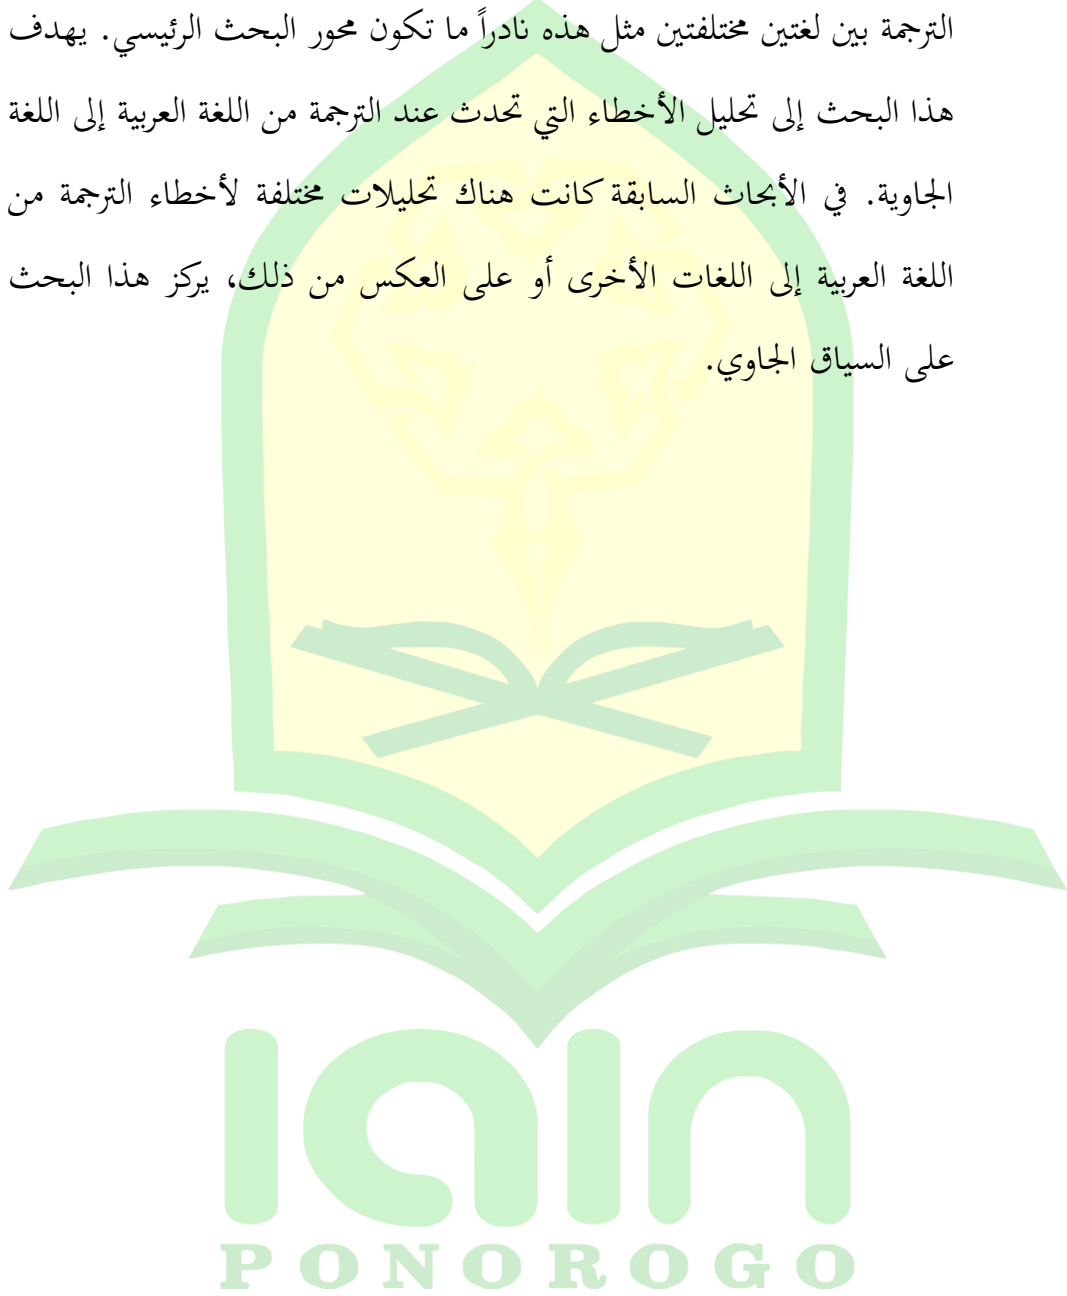 الترجمة بين لغتين مختلفتين مثل هذه نادراً ما تكون محور البحث الرئيسي. يهدف
هذا البحث إلى تحليل الأخطاء التي تحدث عند الترجمة من اللغة العربية إلى اللغة
الجاوية. في الأبحاث السابقة كانت هناك تحليلات مختلفة لأخطاء الترجمة من
اللغة العربية إلى اللغات الأخرى أو على العكس من ذلك، يركز هذا البحث
على السياق الجاوي.
iain
PONOROGO